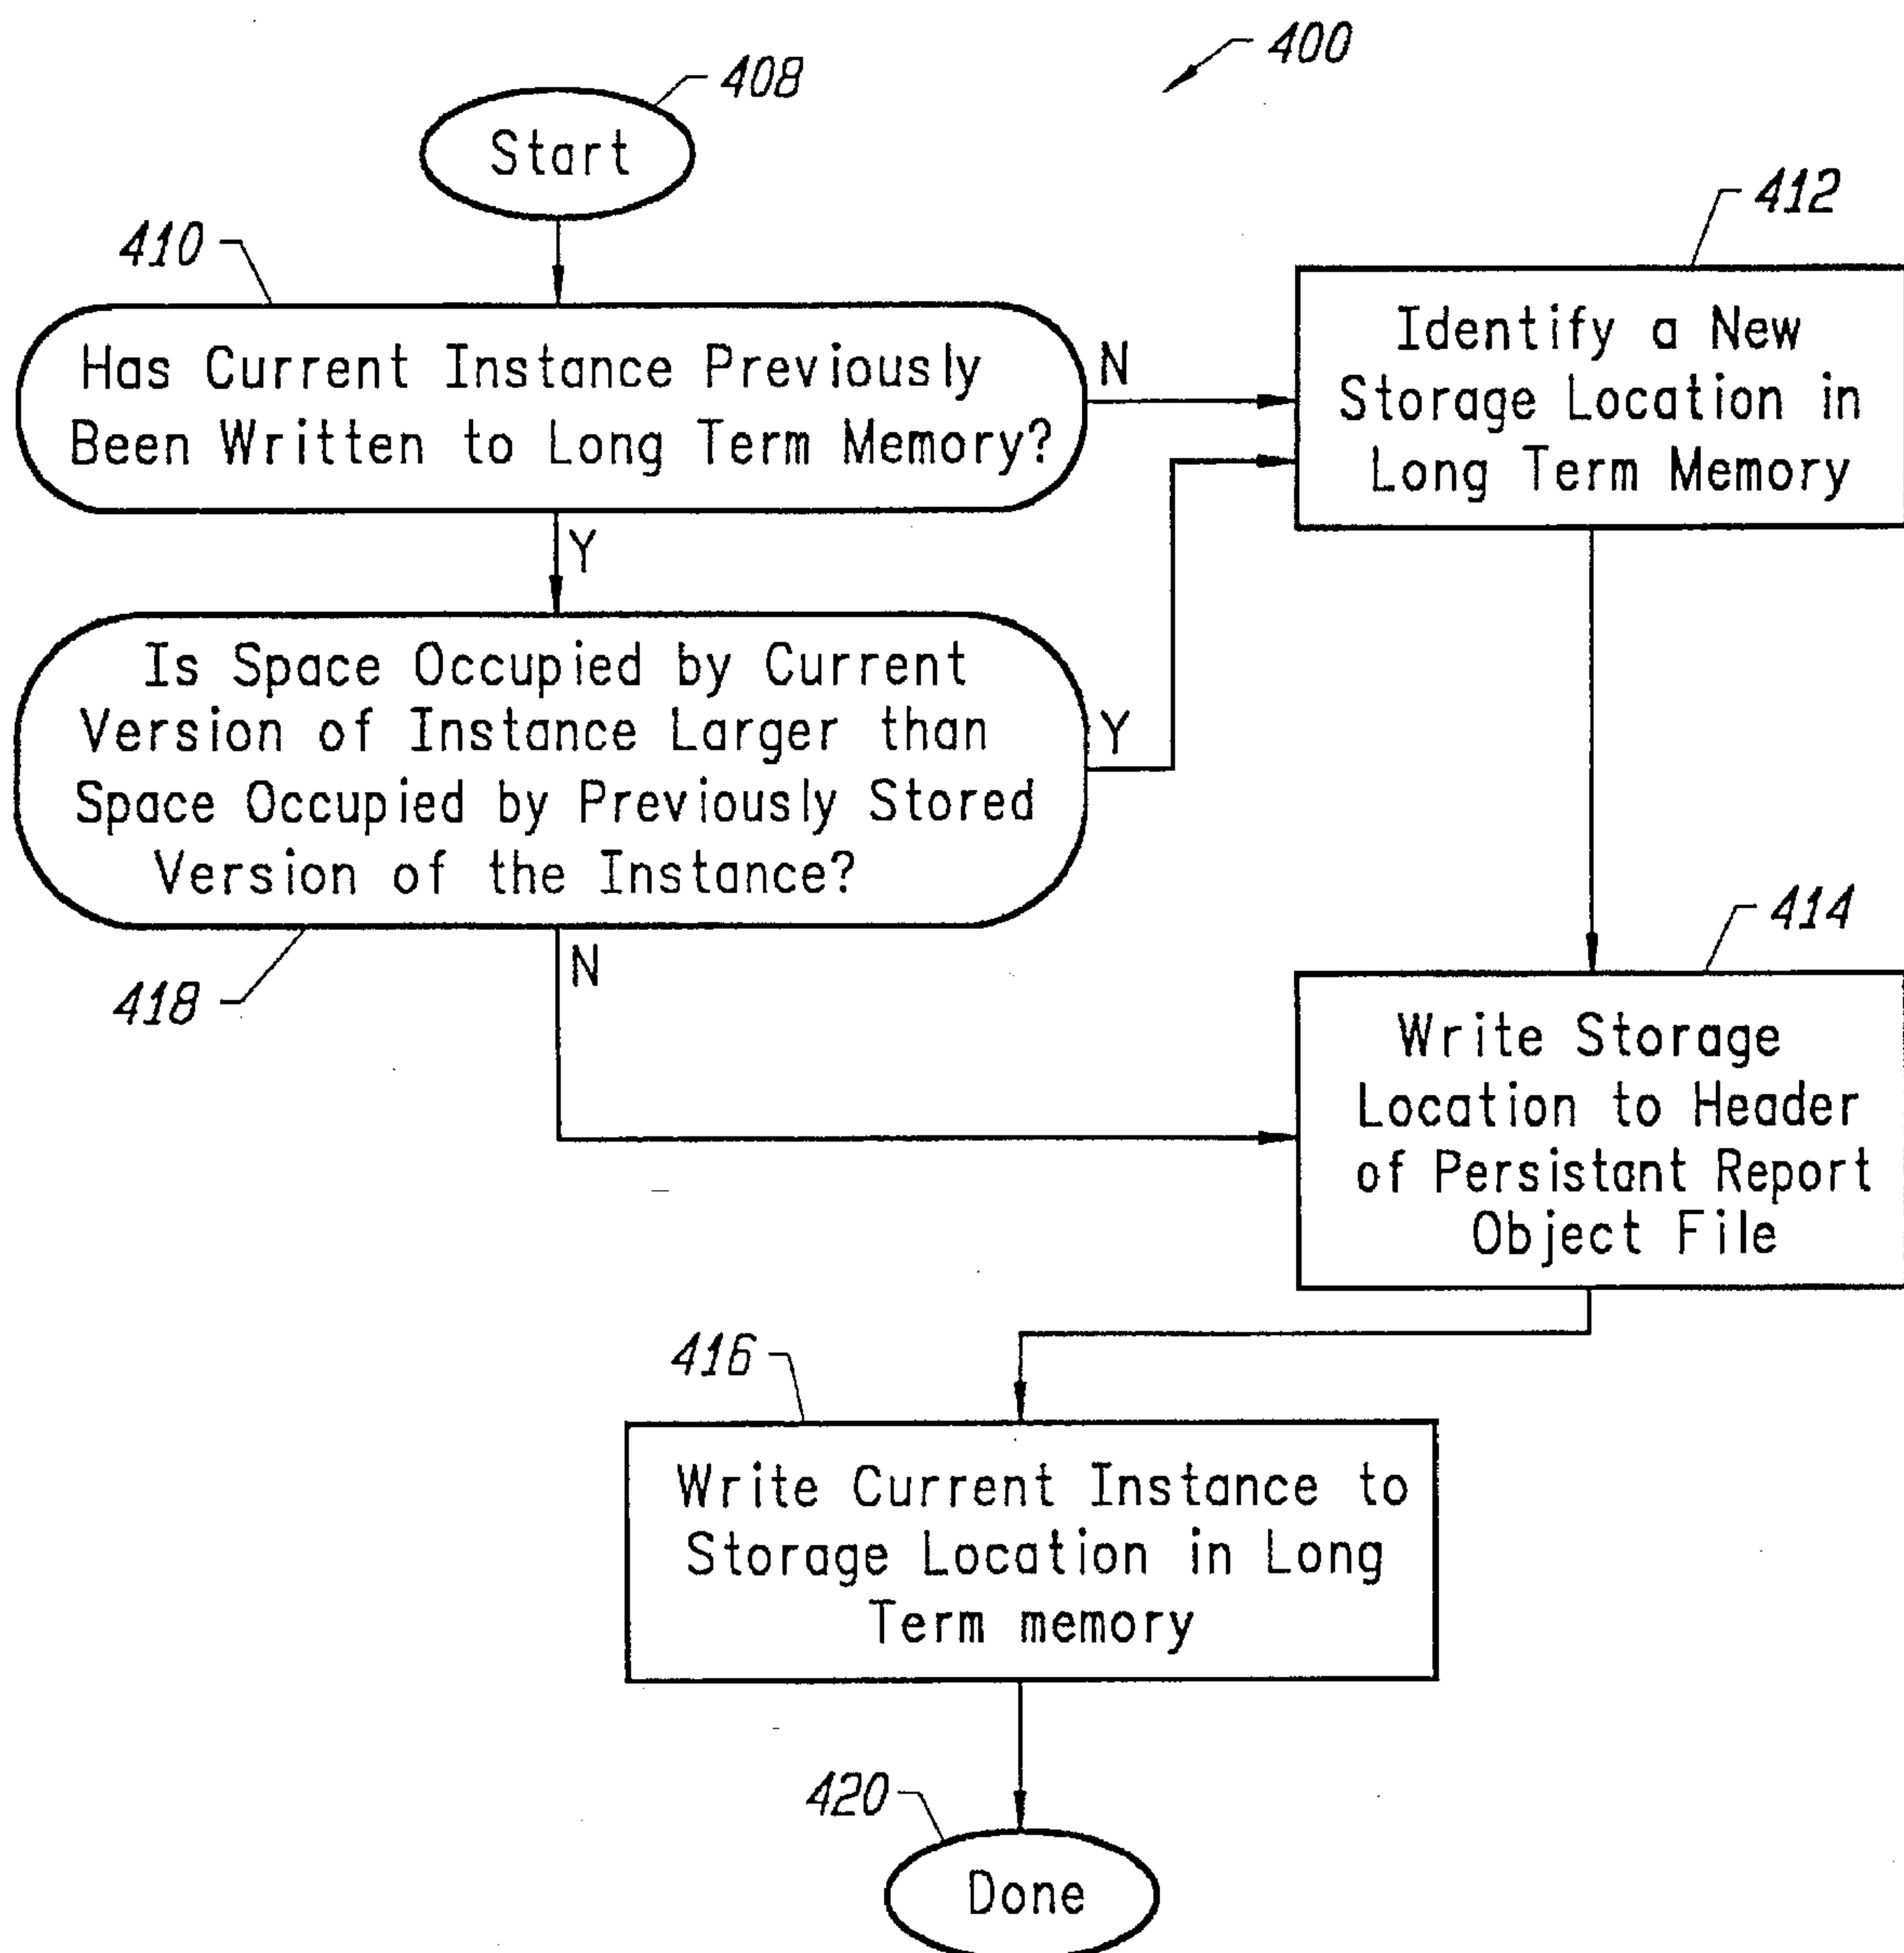 400
408
Start
410
412
Has Current Instance Previously
Been Written to Long Term Memory?
N
Identify a New
Storage Location in
Long Term Memory
Y
Is Space Occupied by Current
Version of Instance Larger than
Space Occupied by Previously Stored
Version of the Instance?
Y
418
N
414
Write Storage
Location to Header
of Persistant Report
Object File
416
Write Current Instance to
Storage Location in Long
Term memory
420
Done